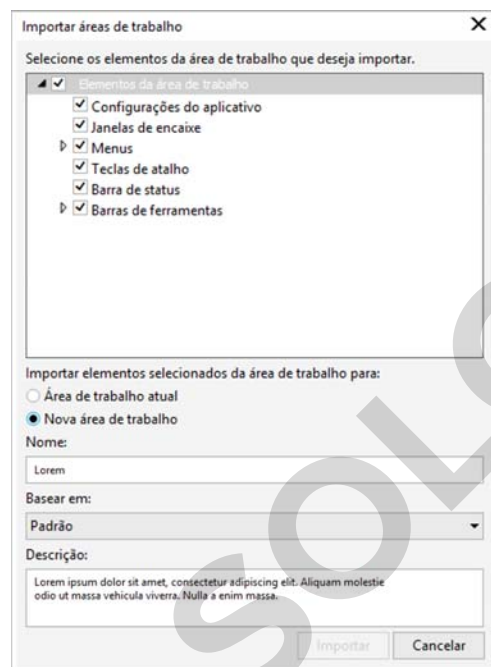 Importar áreas de trabalho
Selecione os elementos da área de trabalho que deseja importar.
Elementos da área de trabalho
Configurações do aplicativo
Janelas de encaixe
Menus
Teclas de atalho
Barra de status
Barras de ferramentas
Importar elementos selecionados da área de trabalho para:
Área de trabalho atual
Nova área de trabalho
Nome:
Lorem
Basear em:
Padrão
Descrição:
Lorem ipsum dolor sit amet, consectetur adipiscing elit. Aliquam molestie
odio ut massa vehicula viverra. Nulla a enim massa.
Importar Cancelar
SOLO